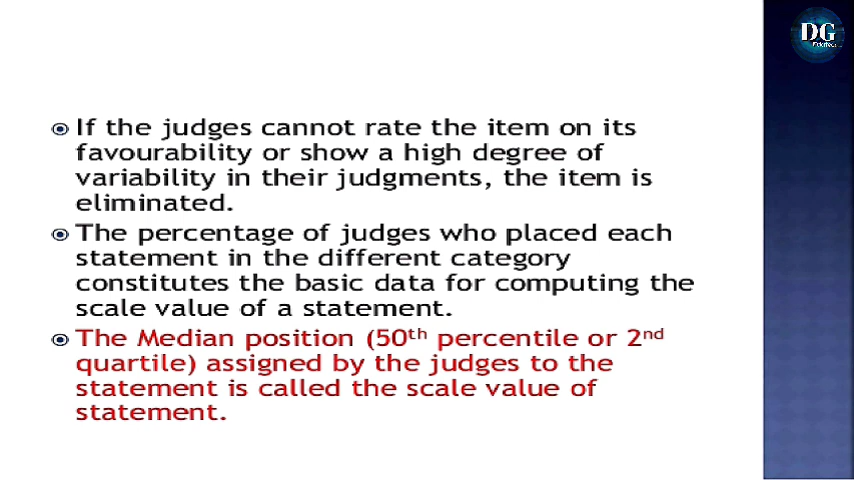 DG
If the judges cannot rate the item on its
favourability or show a high degree of
variability in their judgments, the item is
eliminated.
The percentage of judges who placed each
statement in the different category
constitutes the basic data for computing the
scale value of a statement.
The Median position (50th percentile or 2nd
quartile) assigned by the judges to the
statement is called the scale value of
statement.